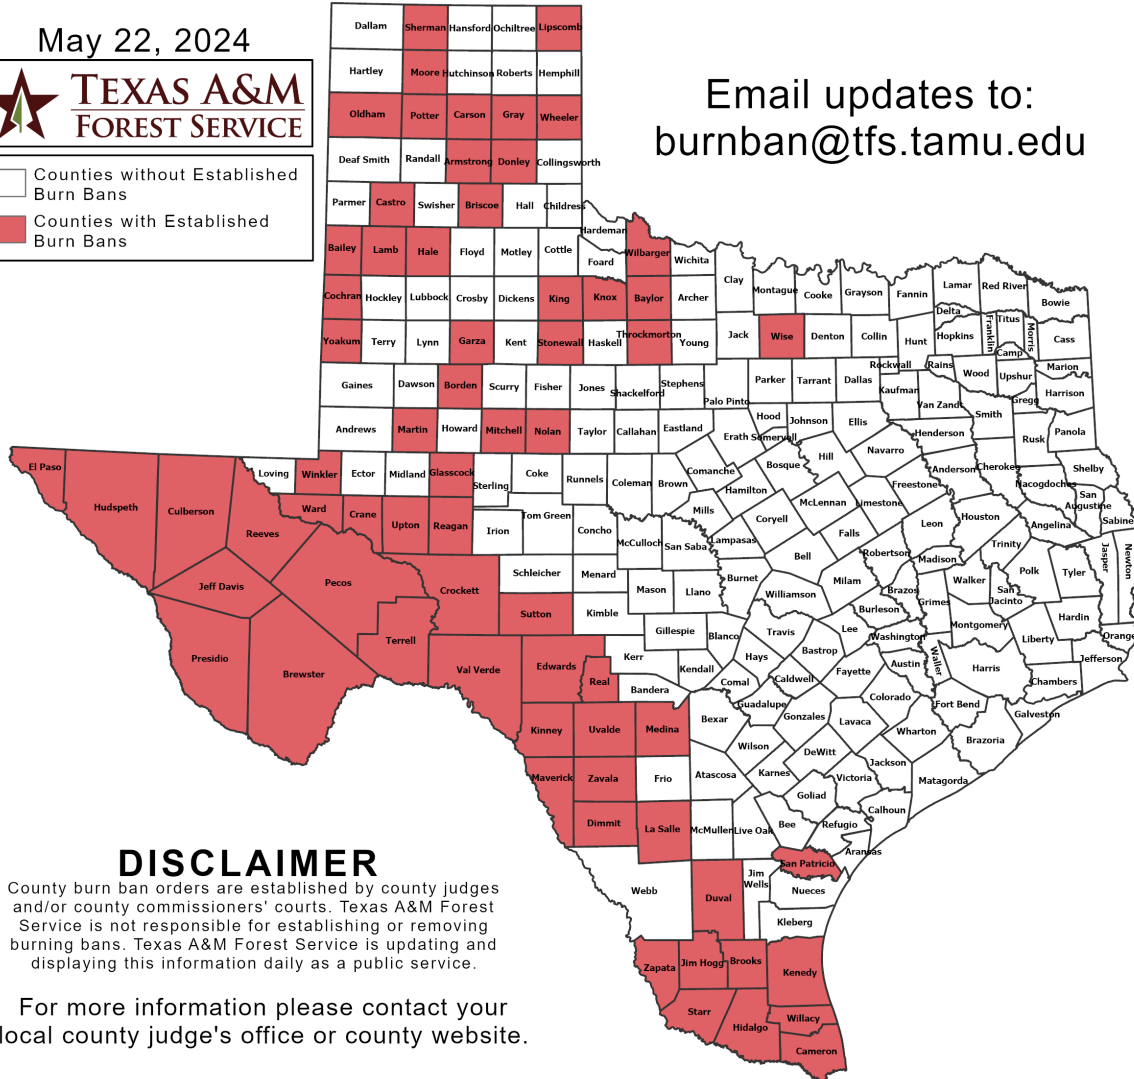 May 22, 2024
TEXAS A&M
FOREST SERVICE
Counties without Established
Burn Bans
Counties with Established
Burn Bans
Email updates to:
burnban@tfs.tamu.edu
Dallam
Sherman
Hansford
Ochiltree
Lipscomb
Hartley
Moore
Hutchinson
Roberts
Hemphill
Oldham
Potter
Carson
Gray
Wheeler
Deaf Smith
Randall
Armstrong
Donley
Collingsworth
Parmer
Castro
Swisher
Briscoe
Hall
Childress
Hardeman
Bailey
Lamb
Hale
Floyd
Motley
Cottle
Foard
Wilbarger
Wichita
Cochran
Hockley
Lubbock
Crosby
Dickens
King
Knox
Baylor
Archer
Clay
Montague
Cooke
Grayson
Fannin
Lamar
Red River
Bowie
Delta
Yoakum
Terry
Lynn
Garza
Kent
Stonewall
Haskell
Throckmorton
Young
Jack
Wise
Denton
Collin
Hunt
Hopkins
Franklin
Titus
Morris
Cass
Camp
Gaines
Dawson
Borden
Scurry
Fisher
Jones
Shackelford
Stephens
Palo Pinto
Parker
Tarrant
Dallas
Rockwall
Kaufman
Rains
Van Zandt
Wood
Upshur
Marion
Harrison
Gregg
Smith
Andrews
Martin
Howard
Mitchell
Nolan
Taylor
Callahan
Eastland
Erath
Hood
Somervell
Johnson
Ellis
Henderson
Rusk
Panola
El Paso
Hudspeth
Culberson
Reeves
Loving
Winkler
Ector
Midland
Glasscock
Sterling
Coke
Runnels
Coleman
Brown
Comanche
Bosque
Hill
Navarro
Anderson
Cherokee
Shelby
Nacogdoches
San
Augustine
Sabine
Ward
Crane
Upton
Reagan
Irion
Tom Green
Concho
McCulloch
San Saba
Mills
Hamilton
Lampasas
Coryell
McLennan
Limestone
Freestone
Falls
Leon
Houston
Angelina
Trinity
Jeff Davis
Pecos
Crockett
Schleicher
Menard
Mason
Llano
Burnet
Bell
Williamson
Milam
Robertson
Madison
Brazos
Grimes
Walker
San
Jacinto
Polk
Tyler
Jasper
Newton
Presidio
Brewster
Terrell
Val Verde
Sutton
Kimble
Gillespie
Blanco
Travis
Lee
Burleson
Washington
Montgomery
Liberty
Hardin
Orange
Jefferson
Edwards
Real
Kerr
Kendall
Bandera
Comal
Hays
Caldwell
Bastrop
Fayette
Austin
Waller
Harris
Chambers
Kinney
Uvalde
Medina
Bexar
Guadalupe
Gonzales
Lavaca
Colorado
Wharton
Fort Bend
Brazoria
Galveston
Maverick
Zavala
Frio
Atascosa
Wilson
Karnes
DeWitt
Victoria
Jackson
Matagorda
Dimmit
La Salle
McMullen
Live Oak
Bee
Goliad
Refugio
Calhoun
Aransas
San Patricio
Webb
Duval
Jim
Wells
Nueces
Kleberg
Zapata
Jim Hogg
Brooks
Kenedy
Starr
Hidalgo
Willacy
Cameron
DISCLAIMER
County burn ban orders are established by county judges
and/or county commissioners' courts. Texas A&M Forest
Service is not responsible for establishing or removing
burning bans. Texas A&M Forest Service is updating and
displaying this information daily as a public service.
For more information please contact your
local county judge's office or county website.